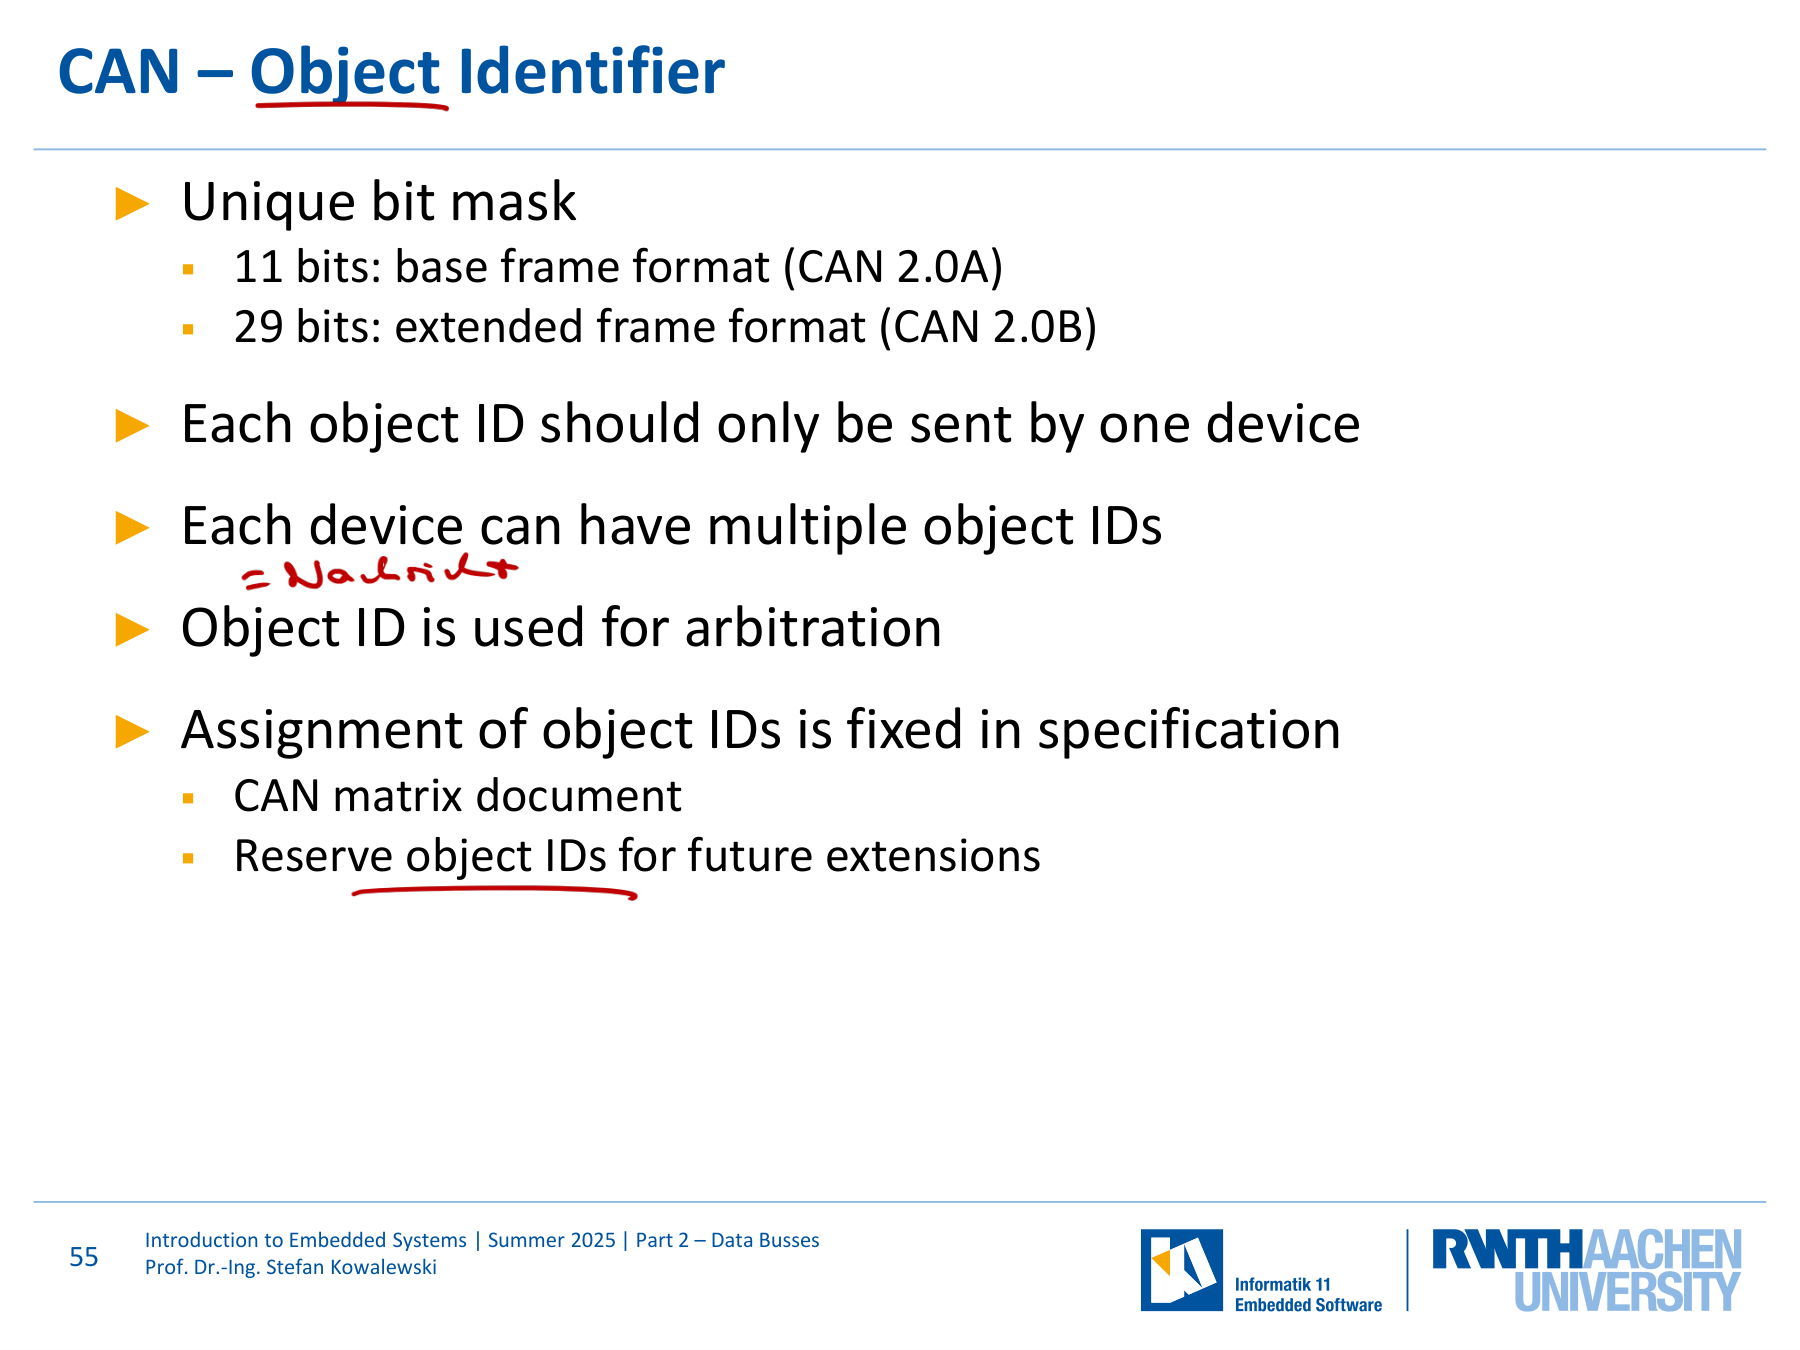 CAN – Object Identifier
► Unique bit mask
▪ 11 bits: base frame format (CAN 2.0A)
▪ 29 bits: extended frame format (CAN 2.0B)
► Each object ID should only be sent by one device
► Each device can have multiple object IDs
= Nachricht
► Object ID is used for arbitration
► Assignment of object IDs is fixed in specification
▪ CAN matrix document
▪ Reserve object IDs for future extensions
55
Introduction to Embedded Systems | Summer 2025 | Part 2 – Data Busses
Prof. Dr.-Ing. Stefan Kowalewski
Informatik 11
Embedded Software
RWTH AACHEN
UNIVERSITY